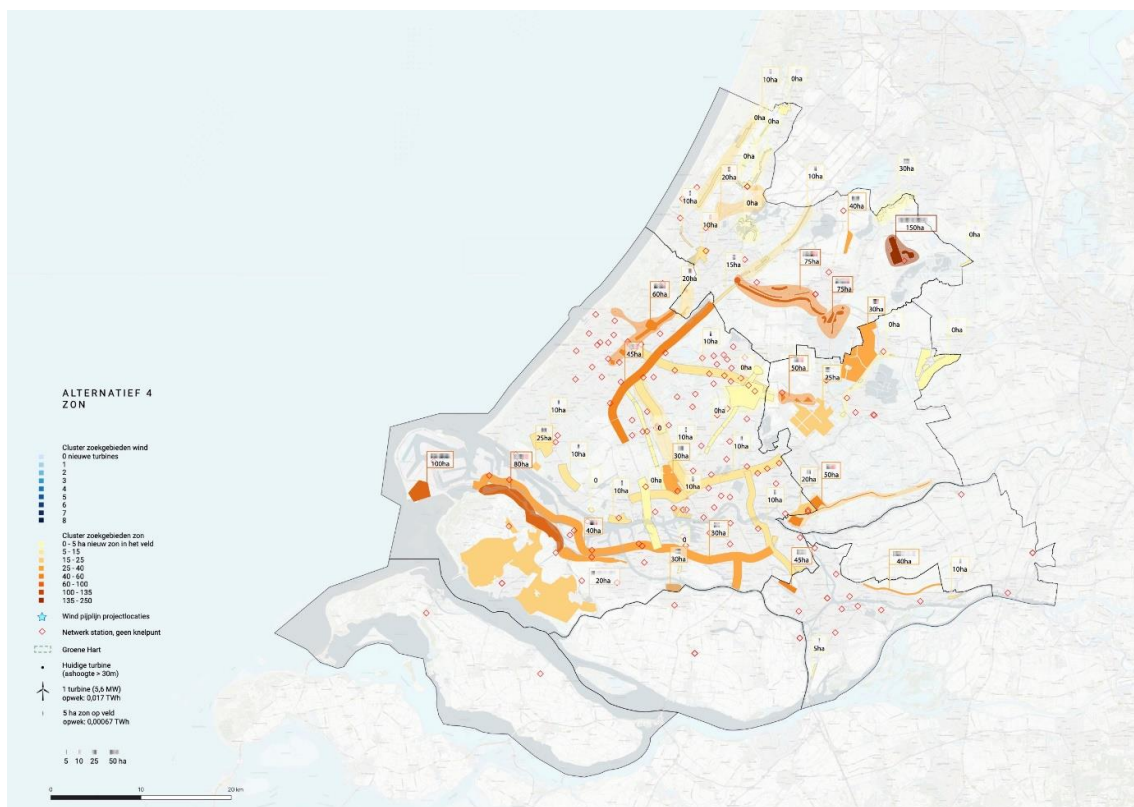 10ha
0ha
0ha
0ha
0ha
20ha
10ha
30ha
10ha
0ha
40ha
10ha
150ha
0ha
15ha
75ha
20ha
60ha
75ha
30ha
0ha
0ha
10ha
45ha
0ha
50ha
25ha
10ha
0ha
25ha
0
10ha
10ha
10ha
30ha
100ha
80ha
0
0ha
10ha
10ha
10ha
20ha
50ha
40ha
30ha
0
30ha
45ha
40ha
10ha
20ha
5ha
ALTERNATIEF 4
ZON
Cluster zoekgebieden wind
0 nieuwe turbines
1
2
3
4
5
6
7
8
Cluster zoekgebieden zon
0 - 5 ha nieuw zon in het veld
5 - 15
15 - 25
25 - 40
40 - 60
60 - 100
100 - 135
135 - 250
Wind pijplijn projectlocaties
Netwerk station, geen knelpunt
Groene Hart
Huidige turbine
(ashoogte > 30m)
1 turbine (5,6 MW)
opwek: 0,017 TWh
5 ha zon op veld
opwek: 0,00067 TWh
5 10 25 50 ha
0 10 20 km